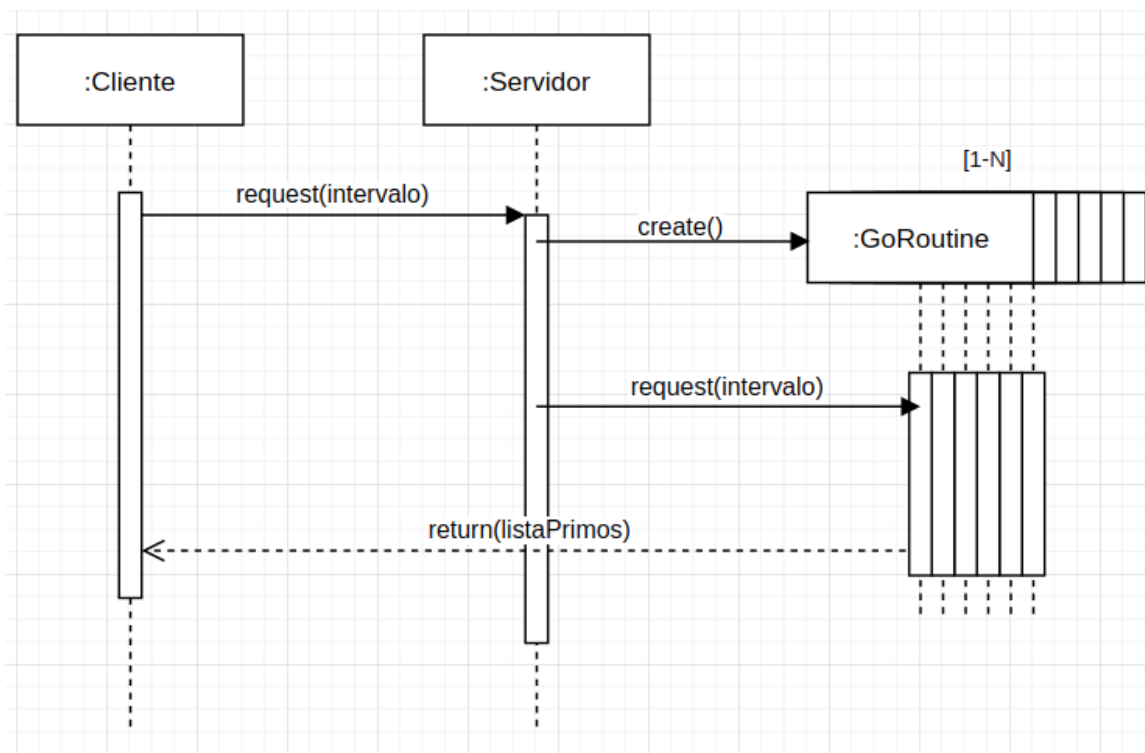 :Cliente
:Servidor
[1-N]
request(intervalo)
create()
:GoRoutine
request(intervalo)
return(listaPrimos)